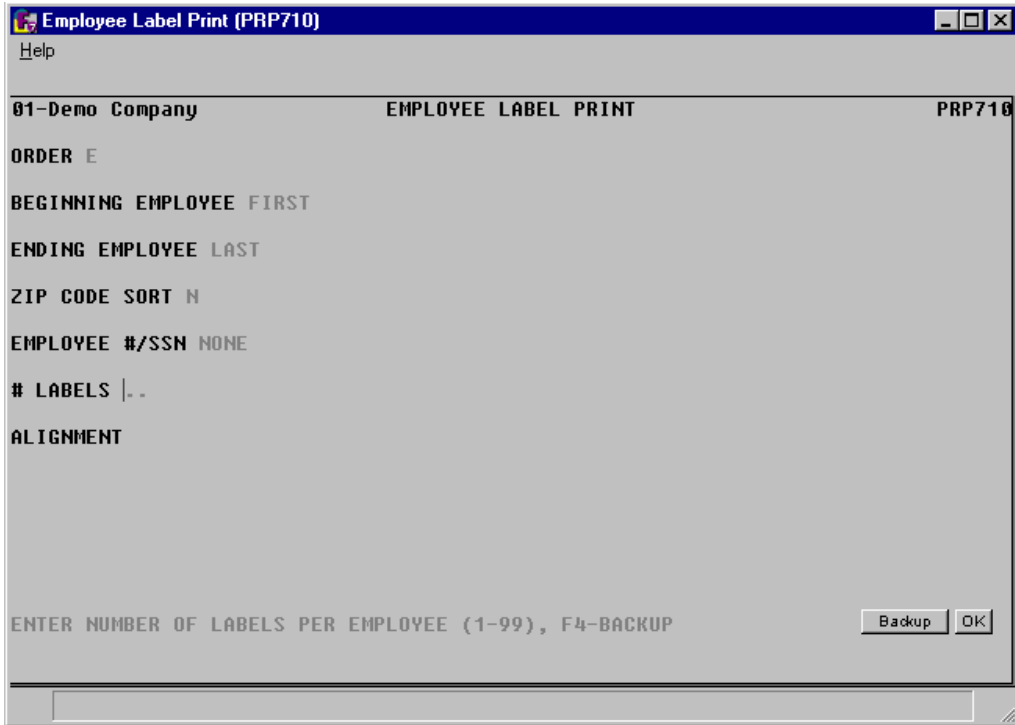 Employee Label Print (PRP710)
Help
01-Demo Company EMPLOYEE LABEL PRINT PRP710
ORDER E
BEGINNING EMPLOYEE FIRST
ENDING EMPLOYEE LAST
ZIP CODE SORT N
EMPLOYEE #/SSN NONE
# LABELS ..
ALIGNMENT
ENTER NUMBER OF LABELS PER EMPLOYEE (1-99), F4-BACKUP Backup OK